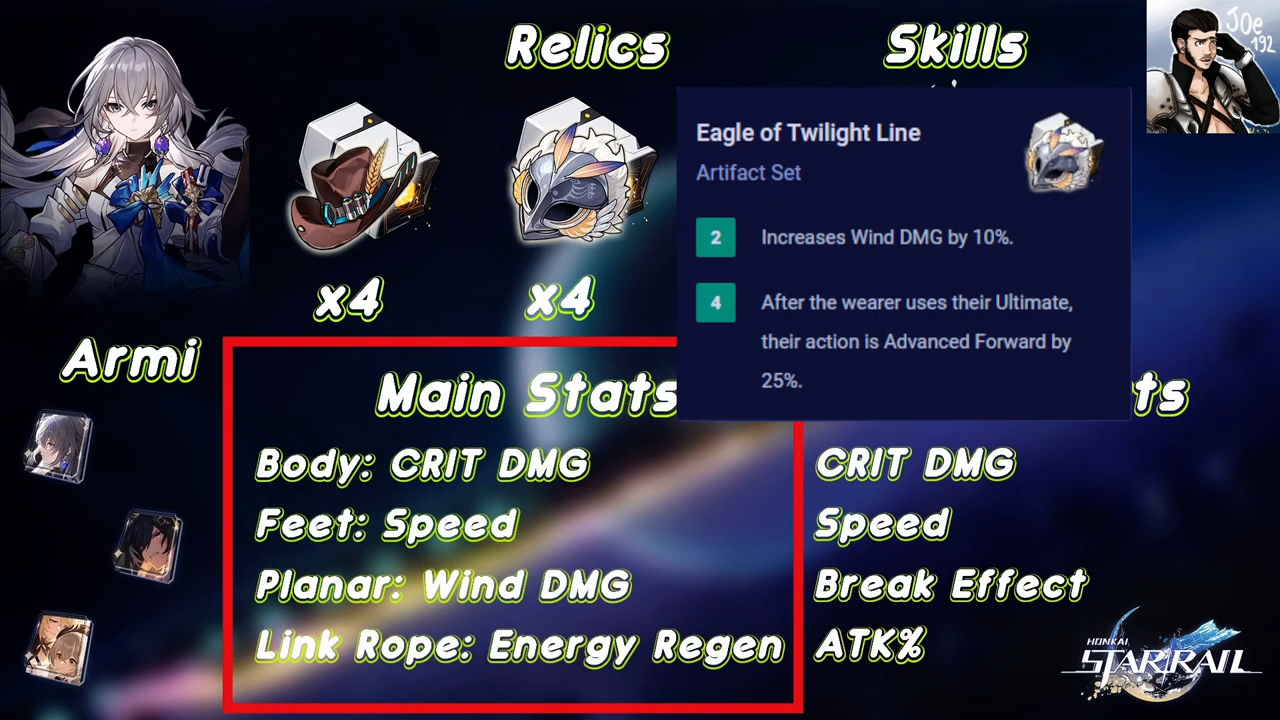 Relics
Skills
JOe
192
Eagle of Twilight Line
Artifact Set
2 Increases Wind DMG by 10%.
4 After the wearer uses their Ultimate,
their action is Advanced Forward by
25%.
x4
x4
Armi
Main Stats
ts
Body: CRIT DMG
Feet: Speed
Planar: Wind DMG
Link Rope: Energy Regen
CRIT DMG
Speed
Break Effect
ATK%
HONKAI
STAR RAIL